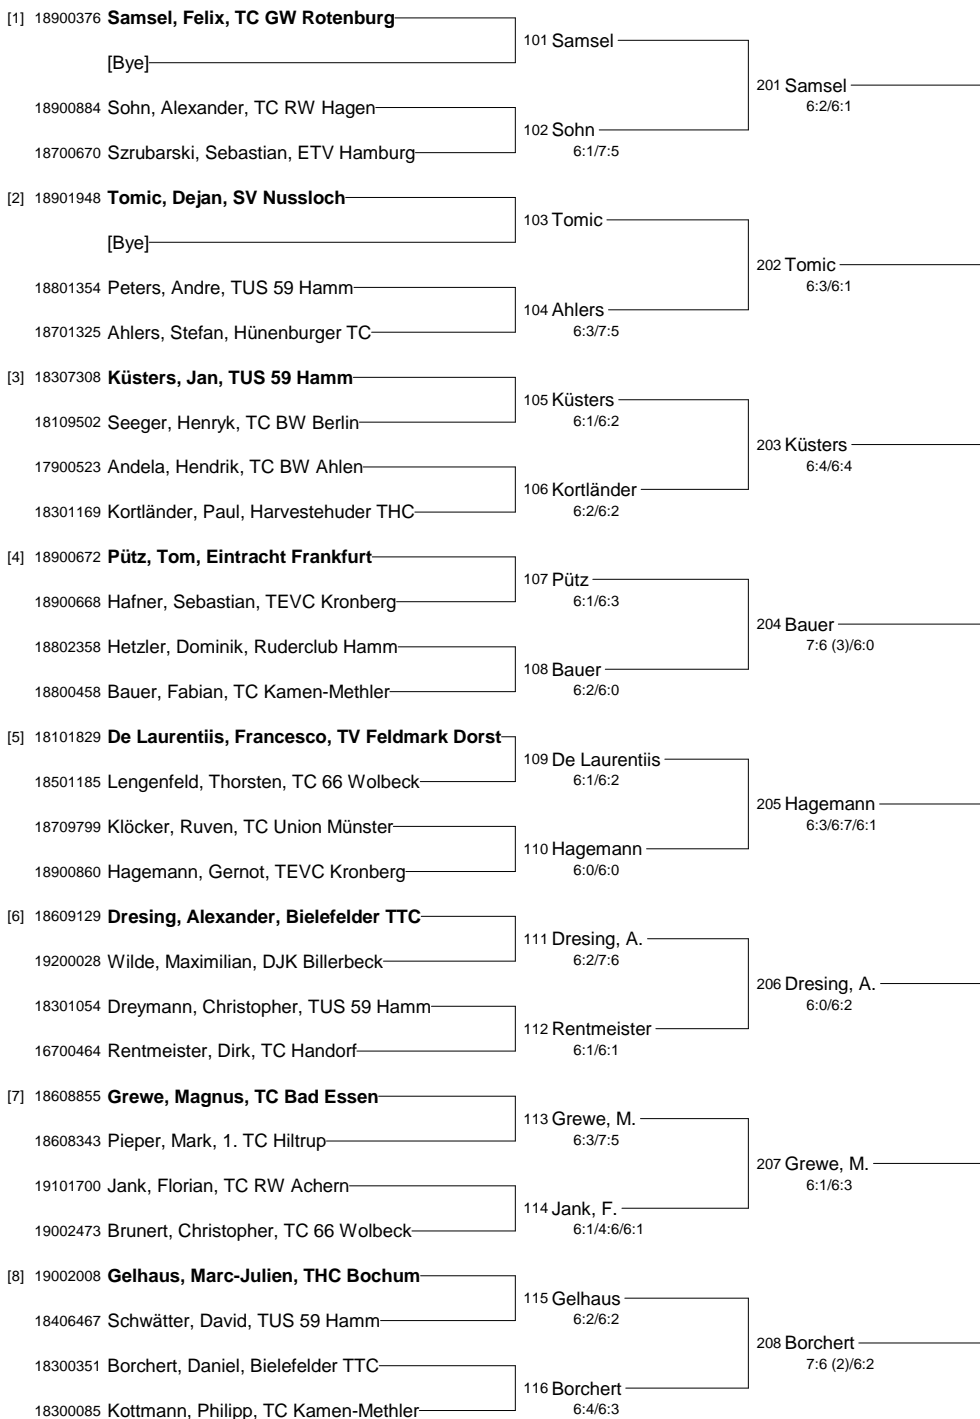 [1] 18900376 Samsel, Felix, TC GW Rotenburg
101 Samsel
[Bye]
201 Samsel
6:2/6:1
18900884 Sohn, Alexander, TC RW Hagen
102 Sohn
6:1/7:5
18700670 Szrubarski, Sebastian, ETV Hamburg
[2] 18901948 Tomic, Dejan, SV Nussloch
103 Tomic
[Bye]
202 Tomic
6:3/6:1
18801354 Peters, Andre, TUS 59 Hamm
104 Ahlers
6:3/7:5
18701325 Ahlers, Stefan, Hünenburger TC
[3] 18307308 Küsters, Jan, TUS 59 Hamm
105 Küsters
6:1/6:2
18109502 Seeger, Henryk, TC BW Berlin
203 Küsters
6:4/6:4
17900523 Andela, Hendrik, TC BW Ahlen
106 Kortländer
6:2/6:2
18301169 Kortländer, Paul, Harvestehuder THC
[4] 18900672 Pütz, Tom, Eintracht Frankfurt
107 Pütz
6:1/6:3
18900668 Hafner, Sebastian, TEVC Kronberg
204 Bauer
7:6 (3)/6:0
18802358 Hetzler, Dominik, Ruderclub Hamm
108 Bauer
6:2/6:0
18800458 Bauer, Fabian, TC Kamen-Methler
[5] 18101829 De Laurentiis, Francesco, TV Feldmark Dorst
109 De Laurentiis
6:1/6:2
18501185 Lengenfeld, Thorsten, TC 66 Wolbeck
205 Hagemann
6:3/6:7/6:1
18709799 Klöcker, Ruven, TC Union Münster
110 Hagemann
6:0/6:0
18900860 Hagemann, Gernot, TEVC Kronberg
[6] 18609129 Dresing, Alexander, Bielefelder TTC
111 Dresing, A.
6:2/7:6
19200028 Wilde, Maximilian, DJK Billerbeck
206 Dresing, A.
6:0/6:2
18301054 Dreymann, Christopher, TUS 59 Hamm
112 Rentmeister
6:1/6:1
16700464 Rentmeister, Dirk, TC Handorf
[7] 18608855 Grewe, Magnus, TC Bad Essen
113 Grewe, M.
6:3/7:5
18608343 Pieper, Mark, 1. TC Hiltrup
207 Grewe, M.
6:1/6:3
19101700 Jank, Florian, TC RW Achern
114 Jank, F.
6:1/4:6/6:1
19002473 Brunert, Christopher, TC 66 Wolbeck
[8] 19002008 Gelhaus, Marc-Julien, THC Bochum
115 Gelhaus
6:2/6:2
18406467 Schwätter, David, TUS 59 Hamm
208 Borchert
7:6 (2)/6:2
18300351 Borchert, Daniel, Bielefelder TTC
116 Borchert
6:4/6:3
18300085 Kottmann, Philipp, TC Kamen-Methler